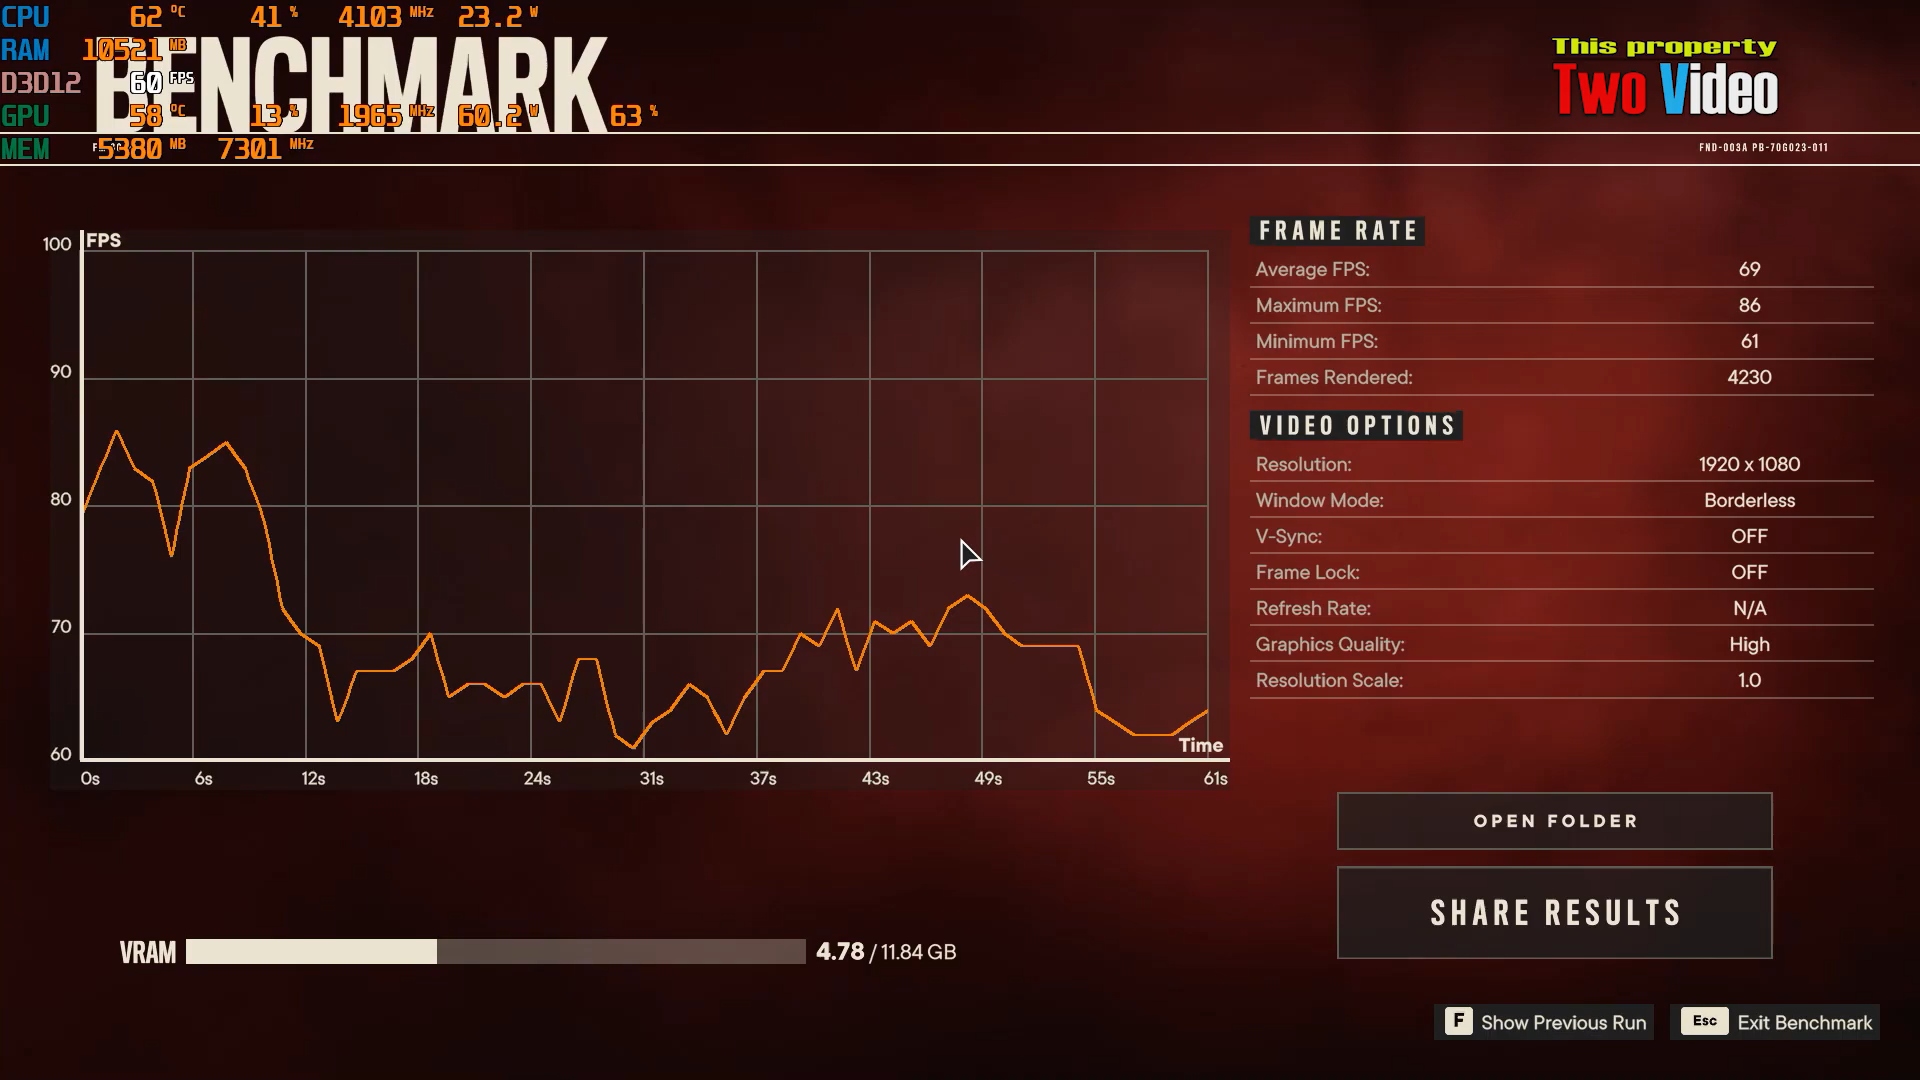 CPU 62 °C 41 % 4103 MHz 23.2 W
RAM 10521 MB
D3D12 60 FPS
GPU 58 °C 13 % 1965 MHz 60.2 W 63 %
MEM 5380 MB 7301 MHz
BENCHMARK
This property
Two Video
FND-003A PB-70G023-011
FPS
100
90
80
70
60
Time
0s 6s 12s 18s 24s 31s 37s 43s 49s 55s 61s
FRAME RATE
Average FPS: 69
Maximum FPS: 86
Minimum FPS: 61
Frames Rendered: 4230
VIDEO OPTIONS
Resolution: 1920 x 1080
Window Mode: Borderless
V-Sync: OFF
Frame Lock: OFF
Refresh Rate: N/A
Graphics Quality: High
Resolution Scale: 1.0
OPEN FOLDER
SHARE RESULTS
VRAM 4.78 / 11.84 GB
F Show Previous Run Esc Exit Benchmark